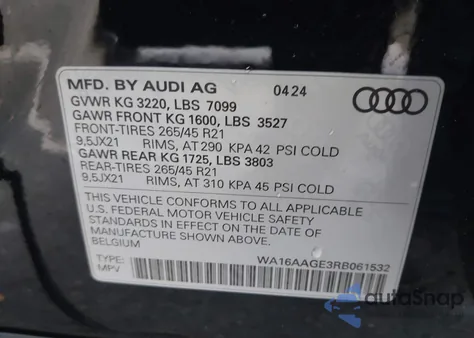 MFD. BY AUDI AG 04 24
GVWR KG 3220, LBS 7099
GAWR FRONT KG 1600, LBS 3527
FRONT-TIRES 265/45 R21
9,5JX21 RIMS, AT 290 KPA 42 PSI COLD
GAWR REAR KG 1725, LBS 3803
REAR-TIRES 265/45 R21
9,5JX21 RIMS, AT 310 KPA 45 PSI COLD
THIS VEHICLE CONFORMS TO ALL APPLICABLE
U.S. FEDERAL MOTOR VEHICLE SAFETY
STANDARDS IN EFFECT ON THE DATE OF
MANUFACTURE SHOWN ABOVE.
BELGIUM
TYPE: WA16AAGE3RB061532
MPV
autoSnap